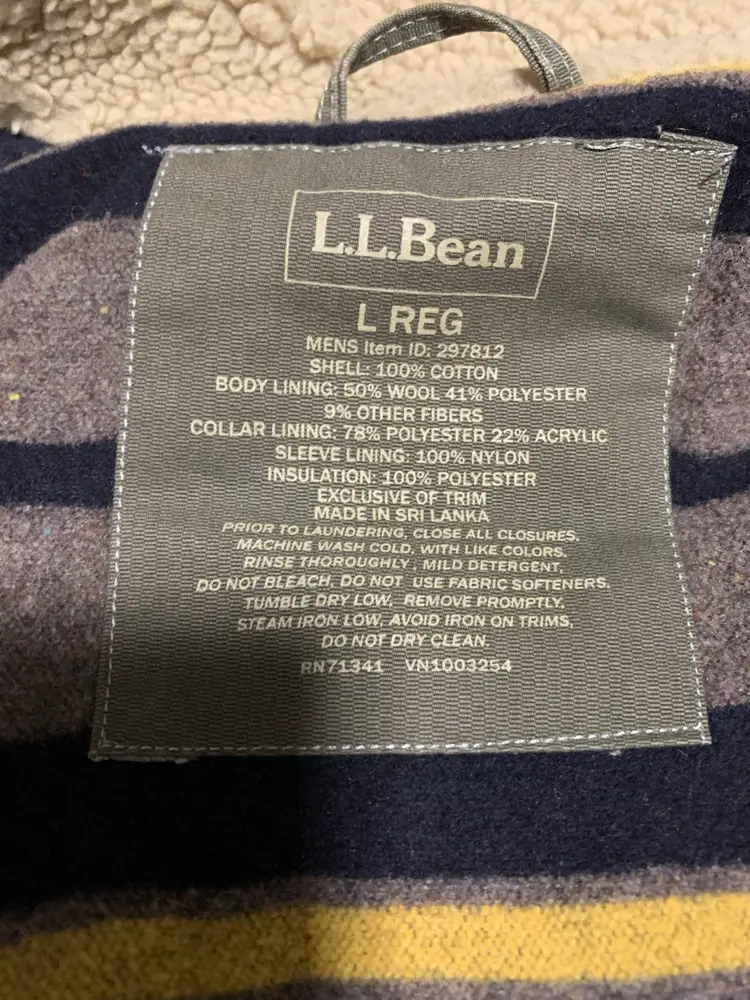 L.L.Bean
L REG
MENS Item ID: 297812
SHELL: 100% COTTON
BODY LINING: 50% WOOL 41% POLYESTER
9% OTHER FIBERS
COLLAR LINING: 78% POLYESTER 22% ACRYLIC
SLEEVE LINING: 100% NYLON
INSULATION: 100% POLYESTER
EXCLUSIVE OF TRIM
MADE IN SRI LANKA
PRIOR TO LAUNDERING, CLOSE ALL CLOSURES,
MACHINE WASH COLD, WITH LIKE COLORS,
RINSE THOROUGHLY, MILD DETERGENT,
DO NOT BLEACH, DO NOT USE FABRIC SOFTENERS.
TUMBLE DRY LOW, REMOVE PROMPTLY,
STEAM IRON LOW, AVOID IRON ON TRIMS,
DO NOT DRY CLEAN.
RN71341 VN1003254